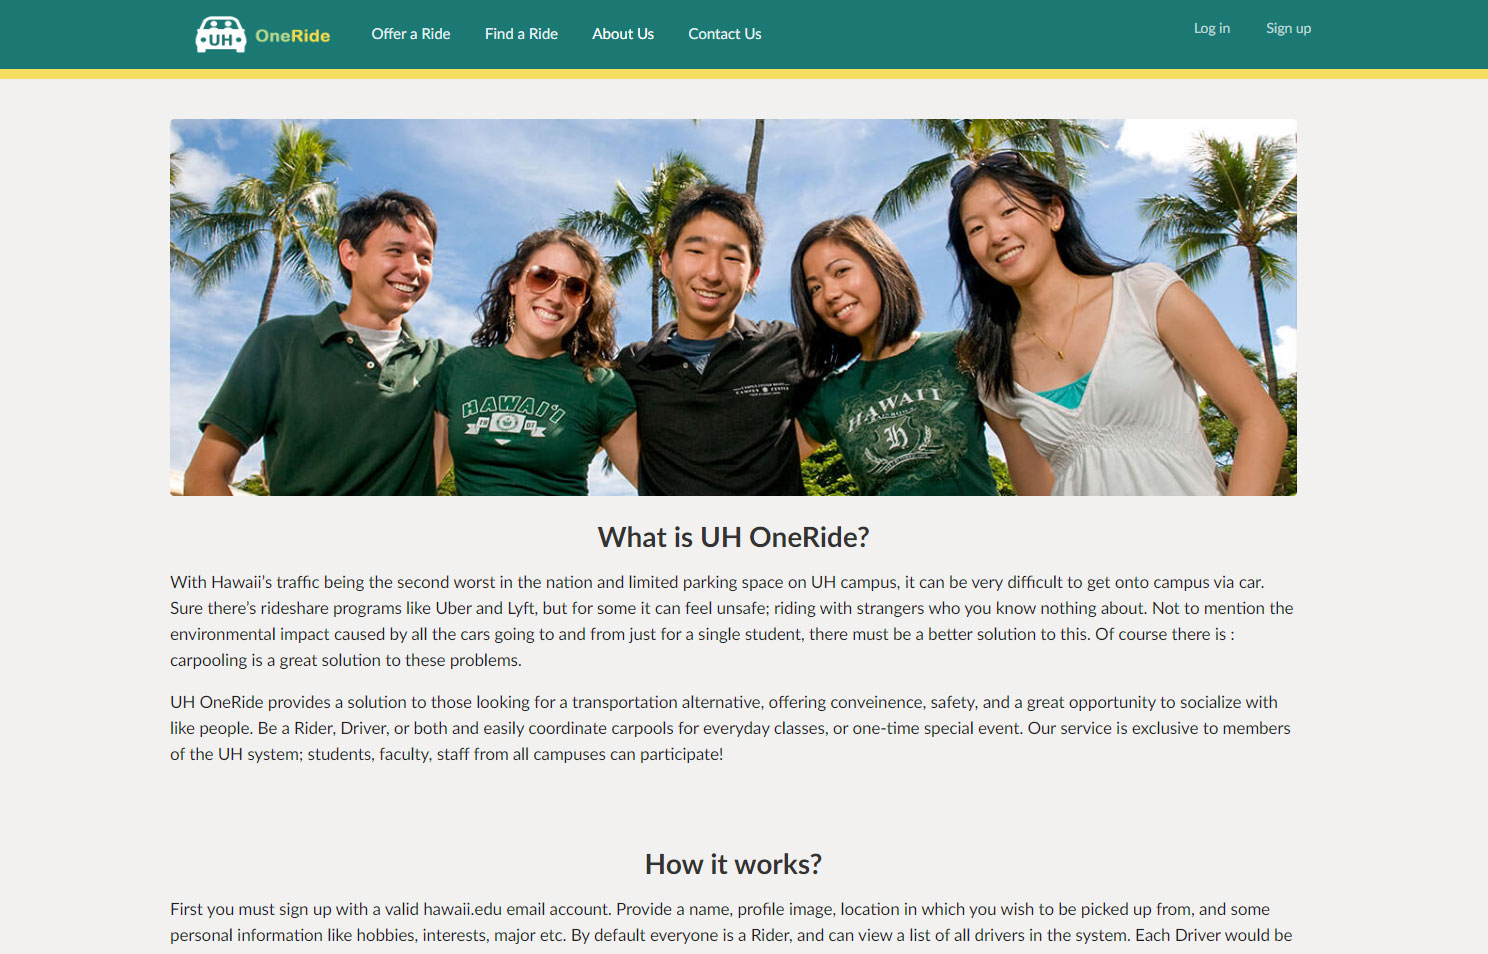 UH OneRide Offer a Ride Find a Ride About Us Contact Us Log in Sign up
HAWAI'I
HAWAII
H
What is UH OneRide?
With Hawaii’s traffic being the second worst in the nation and limited parking space on UH campus, it can be very difficult to get onto campus via car.
Sure there’s rideshare programs like Uber and Lyft, but for some it can feel unsafe; riding with strangers who you know nothing about. Not to mention the
environmental impact caused by all the cars going to and from just for a single student, there must be a better solution to this. Of course there is :
carpooling is a great solution to these problems.
UH OneRide provides a solution to those looking for a transportation alternative, offering conveinence, safety, and a great opportunity to socialize with
like people. Be a Rider, Driver, or both and easily coordinate carpools for everyday classes, or one-time special event. Our service is exclusive to members
of the UH system; students, faculty, staff from all campuses can participate!
How it works?
First you must sign up with a valid hawaii.edu email account. Provide a name, profile image, location in which you wish to be picked up from, and some
personal information like hobbies, interests, major etc. By default everyone is a Rider, and can view a list of all drivers in the system. Each Driver would be